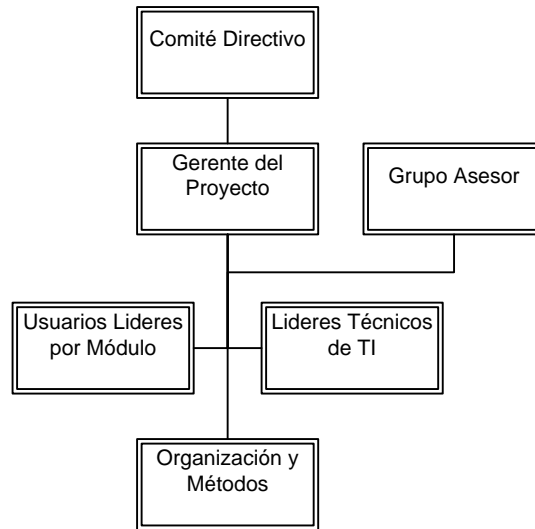 Comité Directivo
Gerente del
Proyecto
Grupo Asesor
Usuarios Lideres
por Módulo
Lideres Técnicos
de TI
Organización y
Métodos